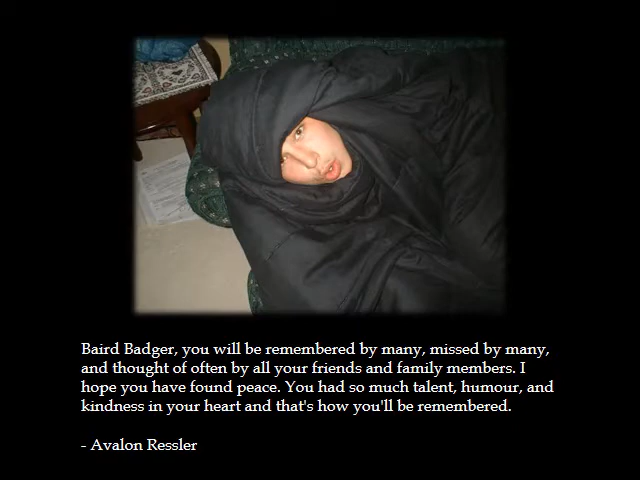 Baird Badger, you will be remembered by many, missed by many,
and thought of often by all your friends and family members. I
hope you have found peace. You had so much talent, humour, and
kindness in your heart and that's how you'll be remembered.
- Avalon Ressler